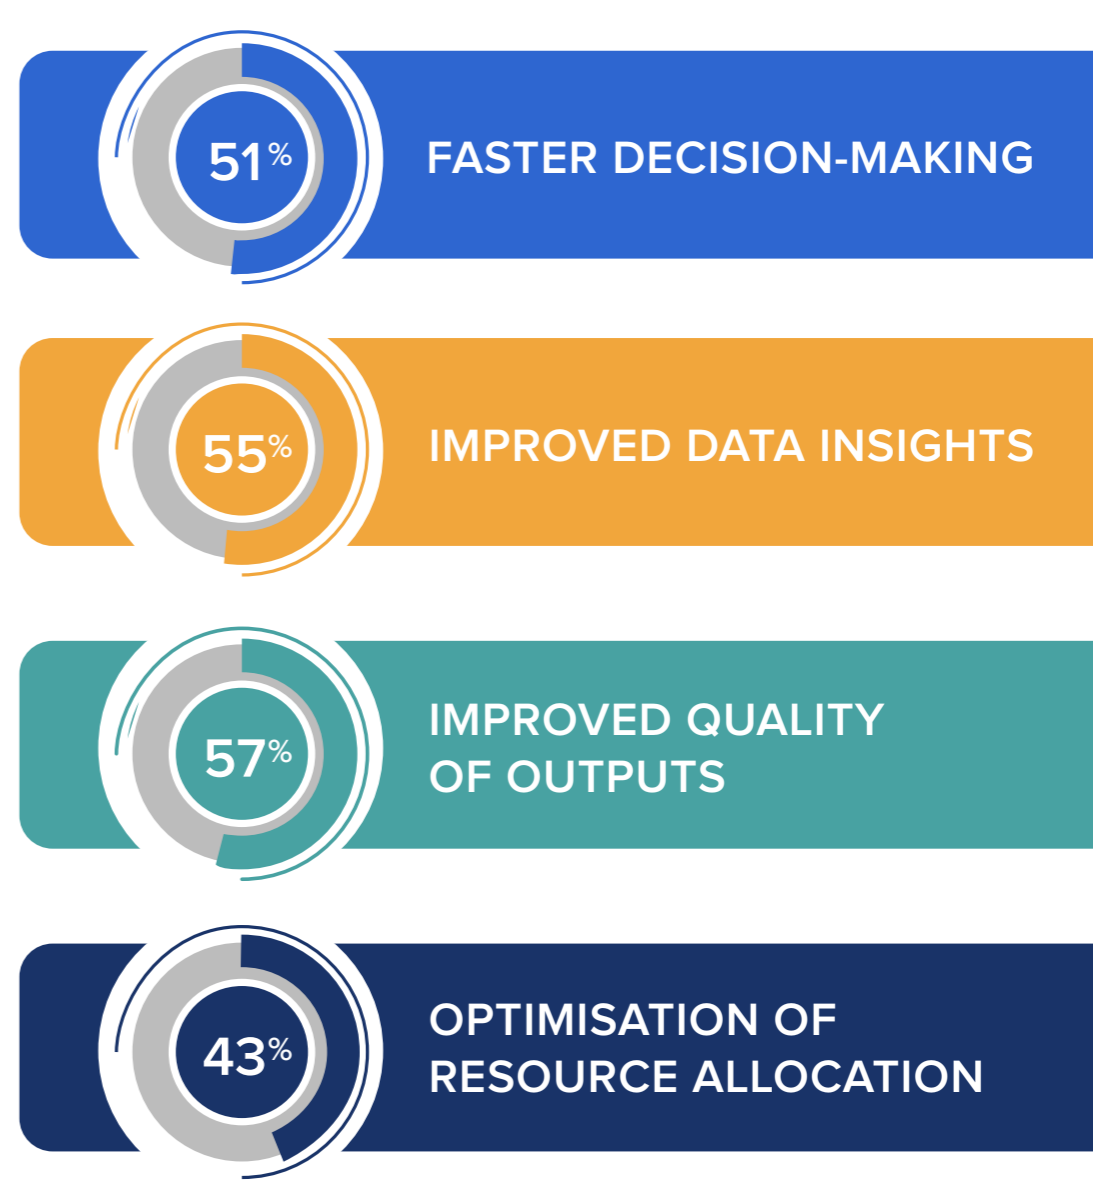 51%
FASTER DECISION-MAKING
55%
IMPROVED DATA INSIGHTS
57%
IMPROVED QUALITY
OF OUTPUTS
43%
OPTIMISATION OF
RESOURCE ALLOCATION